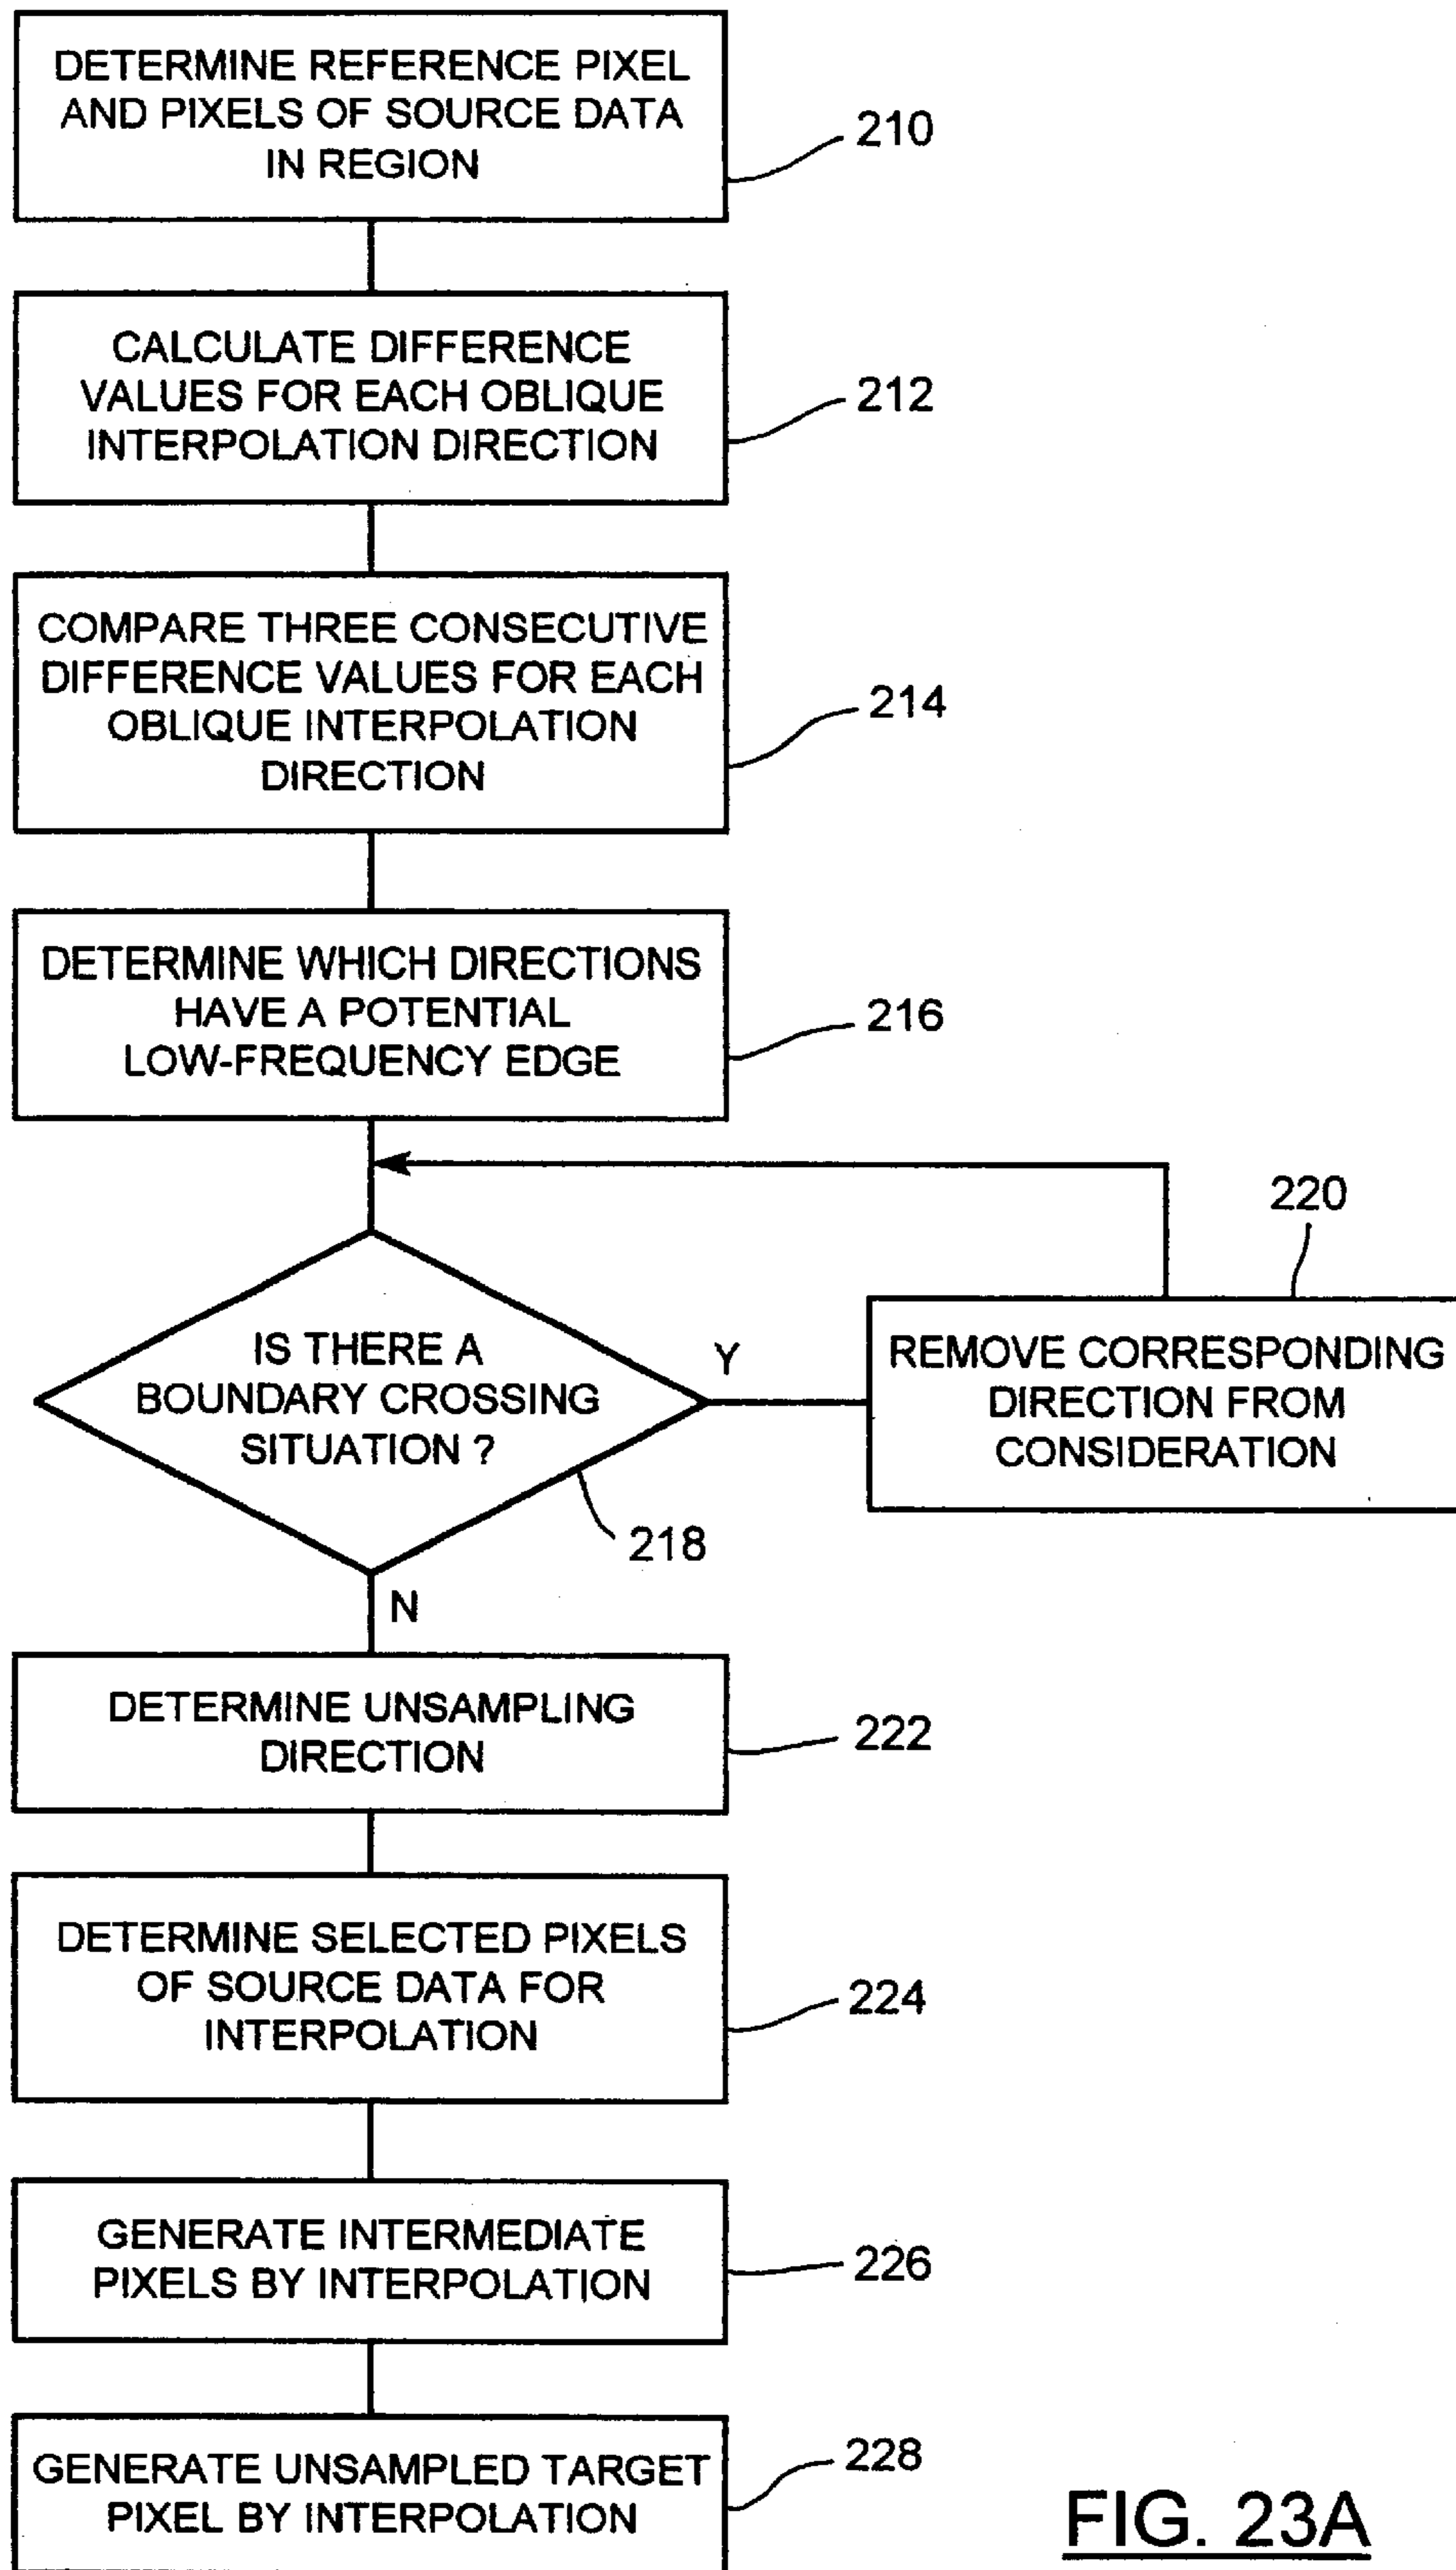 DETERMINE REFERENCE PIXEL
AND PIXELS OF SOURCE DATA
IN REGION
210
CALCULATE DIFFERENCE
VALUES FOR EACH OBLIQUE
INTERPOLATION DIRECTION
212
COMPARE THREE CONSECUTIVE
DIFFERENCE VALUES FOR EACH
OBLIQUE INTERPOLATION
DIRECTION
214
DETERMINE WHICH DIRECTIONS
HAVE A POTENTIAL
LOW-FREQUENCY EDGE
216
IS THERE A
BOUNDARY CROSSING
SITUATION ?
218
Y
220
REMOVE CORRESPONDING
DIRECTION FROM
CONSIDERATION
N
DETERMINE UNSAMPLING
DIRECTION
222
DETERMINE SELECTED PIXELS
OF SOURCE DATA FOR
INTERPOLATION
224
GENERATE INTERMEDIATE
PIXELS BY INTERPOLATION
226
GENERATE UNSAMPLED TARGET
PIXEL BY INTERPOLATION
228
FIG. 23A